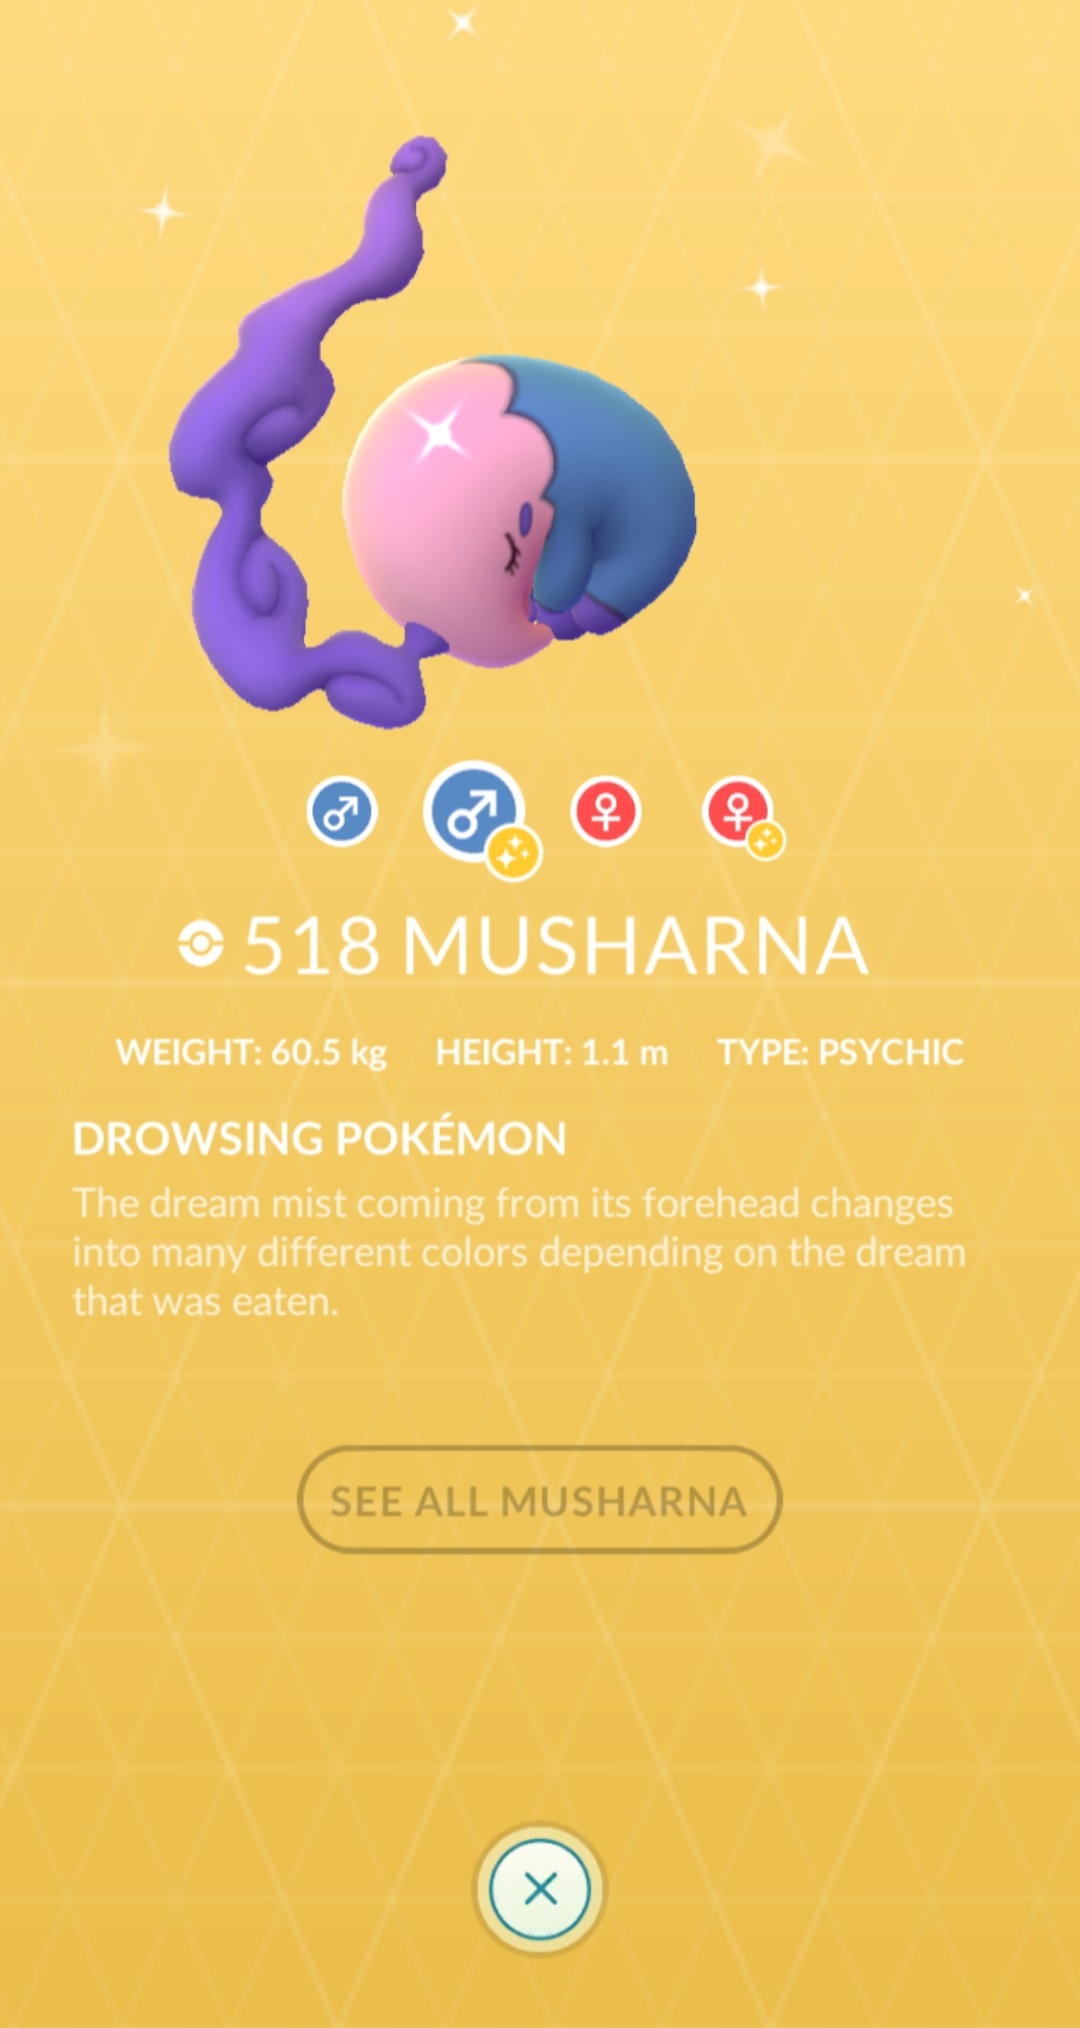 518 MUSHARNA
WEIGHT: 60.5 kg HEIGHT: 1.1 m TYPE: PSYCHIC
DROWSING POKÉMON
The dream mist coming from its forehead changes
into many different colors depending on the dream
that was eaten.
SEE ALL MUSHARNA